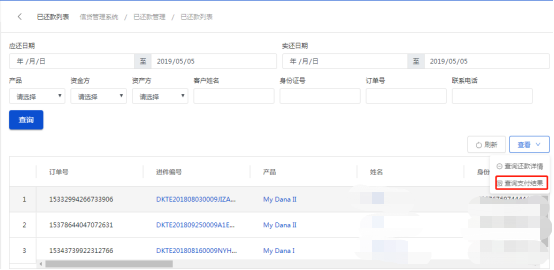 已还款列表 信贷管理系统 / 已还款管理 / 已还款列表
应还日期 实还日期
年 /月/日 至 2019/05/05 年 /月/日 至 2019/05/05
产品 资金方 资产方 客户姓名 身份证号 订单号 联系电话
请选择 请选择 请选择
查询
刷新 查看
查询还款详情
查询支付结果
订单号 进件编号 产品 姓名 身份
1 15332994266733906 DKTE201808030009JIZA... My Dana II
2 15378644047072631 DKTE201809250009A1E... My Dana II
3 15343739922312766 DKTE201808160009NYH... My Dana I